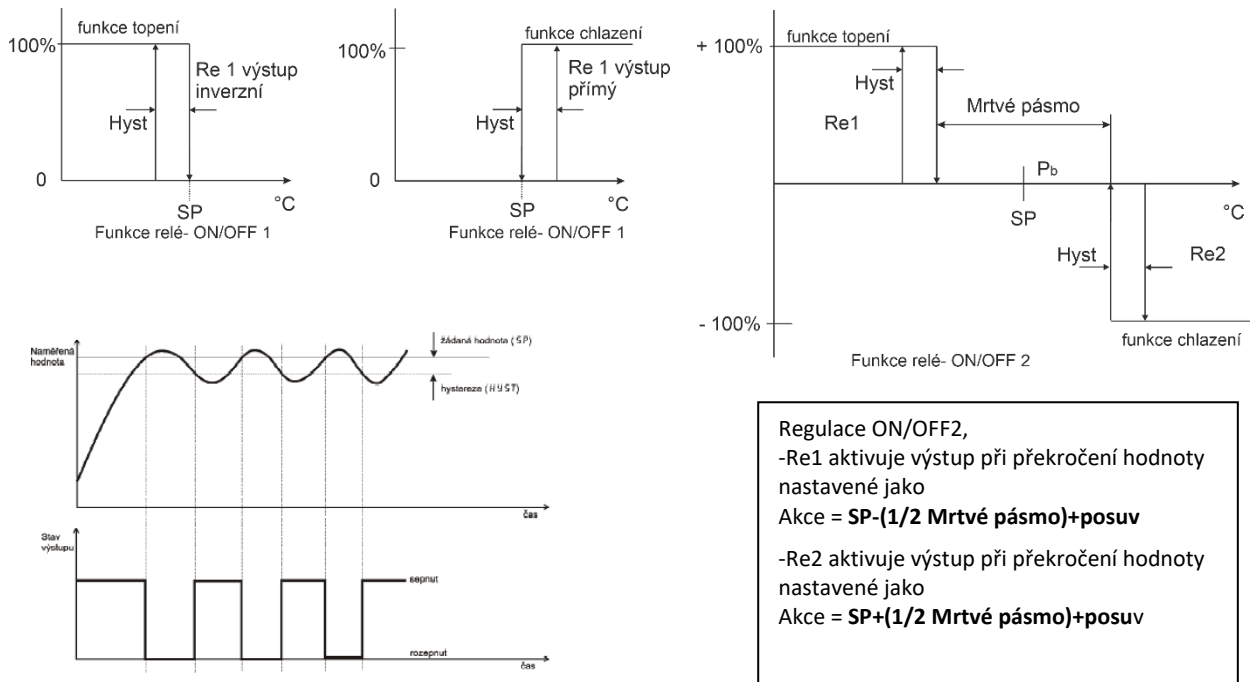 funkce topení
100%
Re 1 výstup
inverzní
Hyst
0
SP
°C
Funkce relé- ON/OFF 1
funkce chlazení
100%
Re 1 výstup
přímý
Hyst
0
SP
°C
Funkce relé- ON/OFF 1
funkce topení
+ 100%
Hyst
Mrtvé pásmo
Re1
Pb
SP
°C
Hyst
Re2
- 100%
funkce chlazení
Funkce relé- ON/OFF 2
Naměřená
hodnota
žádaná hodnota (SP)
hystereze (HYST)
čas
Stav
výstupu
sepnut
rozepnut
čas
Regulace ON/OFF2,
-Re1 aktivuje výstup při překročení hodnoty
nastavené jako
Akce = SP-(1/2 Mrtvé pásmo)+posuv
-Re2 aktivuje výstup při překročení hodnoty
nastavené jako
Akce = SP+(1/2 Mrtvé pásmo)+posuv